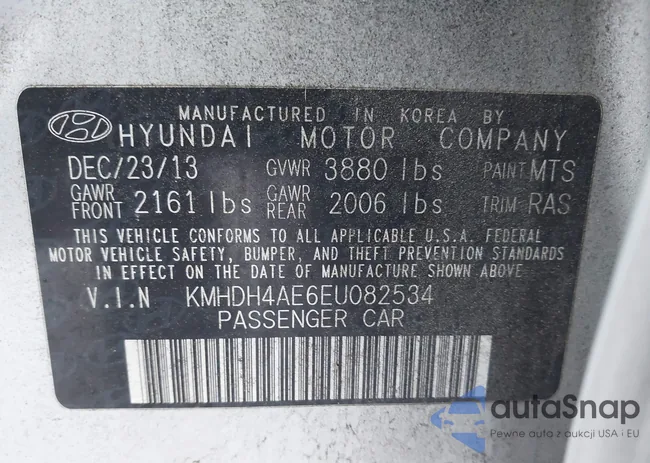 MANUFACTURED IN KOREA BY
HYUNDAI MOTOR COMPANY
DEC/23/13 GVWR 3880 lbs PAINT MTS
GAWR FRONT 2161 lbs GAWR REAR 2006 lbs TRIM RAS
THIS VEHICLE CONFORMS TO ALL APPLICABLE U.S.A. FEDERAL
MOTOR VEHICLE SAFETY, BUMPER, AND THEFT PREVENTION STANDARDS
IN EFFECT ON THE DATE OF MANUFACTURE SHOWN ABOVE
V.I.N KMHDH4AE6EU082534
PASSENGER CAR
autaSnap
Pewne auta z aukcji USA i EU